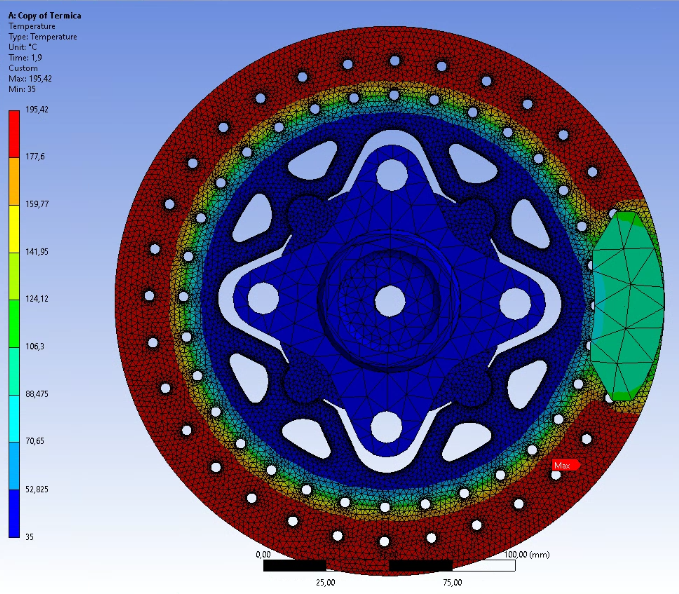 A: Copy of Termica
Temperature
Type: Temperature
Unit: °C
Time: 1,9
Custom
Max: 195,42
Min: 35
195,42
177,6
159,77
141,95
124,12
106,3
88,475
70,65
52,825
35
Max
0,00 100,00 (mm)
25,00 75,00